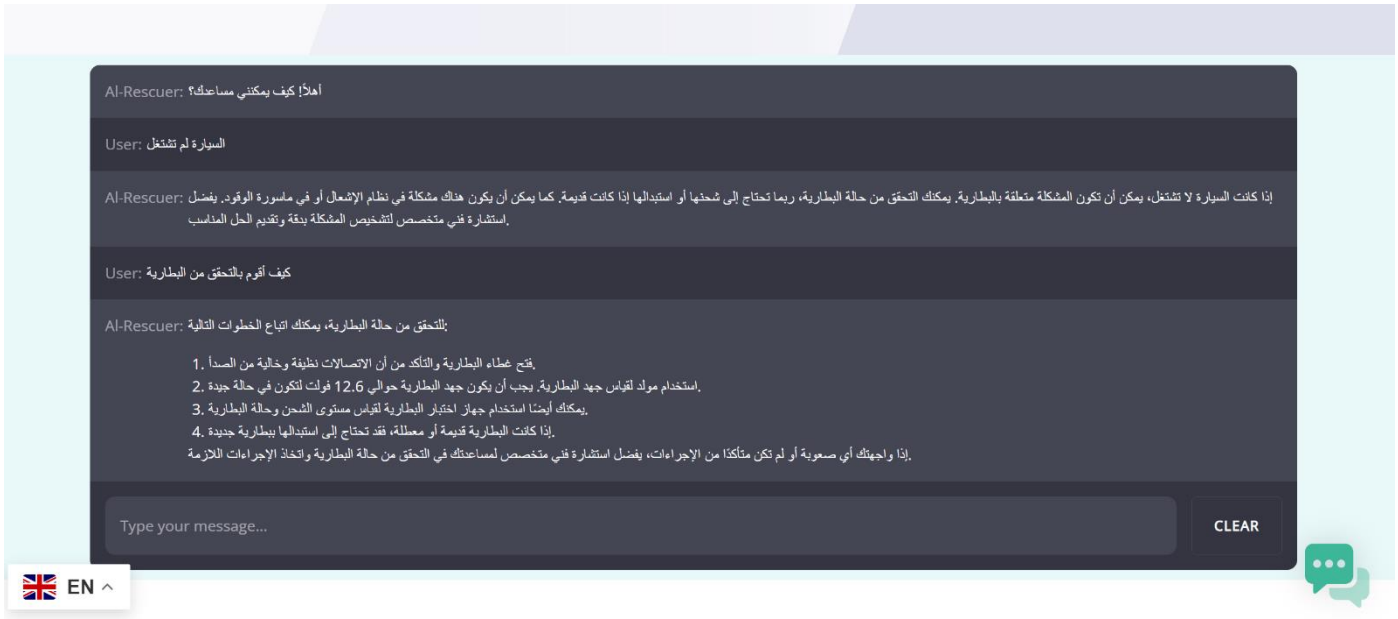 Al-Rescuer: أهلاً! كيف يمكنني مساعدك؟
User: السيارة لم تشتغل
Al-Rescuer: إذا كانت السيارة لا تشتغل، يمكن أن تكون المشكلة متعلقة بالبطارية. يمكنك التحقق من حالة البطارية، ربما تحتاج إلى شحنها أو استبدالها إذا كانت قديمة. كما يمكن أن يكون هناك مشكلة في نظام الإشعال أو في ماسورة الوقود. يفضل
استشارة فني متخصص لتشخيص المشكلة بدقة وتقديم الحل المناسب.
User: كيف أقوم بالتحقق من البطارية
Al-Rescuer: للتحقق من حالة البطارية، يمكنك اتباع الخطوات التالية:
1. فتح غطاء البطارية والتأكد من أن الاتصالات نظيفة وخالية من الصدأ.
2. استخدام مولد لقياس جهد البطارية. يجب أن يكون جهد البطارية حوالي 12.6 فولت لتكون في حالة جيدة.
3. يمكنك أيضًا استخدام جهاز اختبار البطارية لقياس مستوى الشحن وحالة البطارية.
4. إذا كانت البطارية قديمة أو معطلة، فقد تحتاج إلى استبدالها ببطارية جديدة.
إذا واجهتك أي صعوبة أو لم تكن متأكدًا من الإجراءات، يفضل استشارة فني متخصص لمساعدتك في التحقق من حالة البطارية واتخاذ الإجراءات اللازمة.
Type your message...
CLEAR
EN